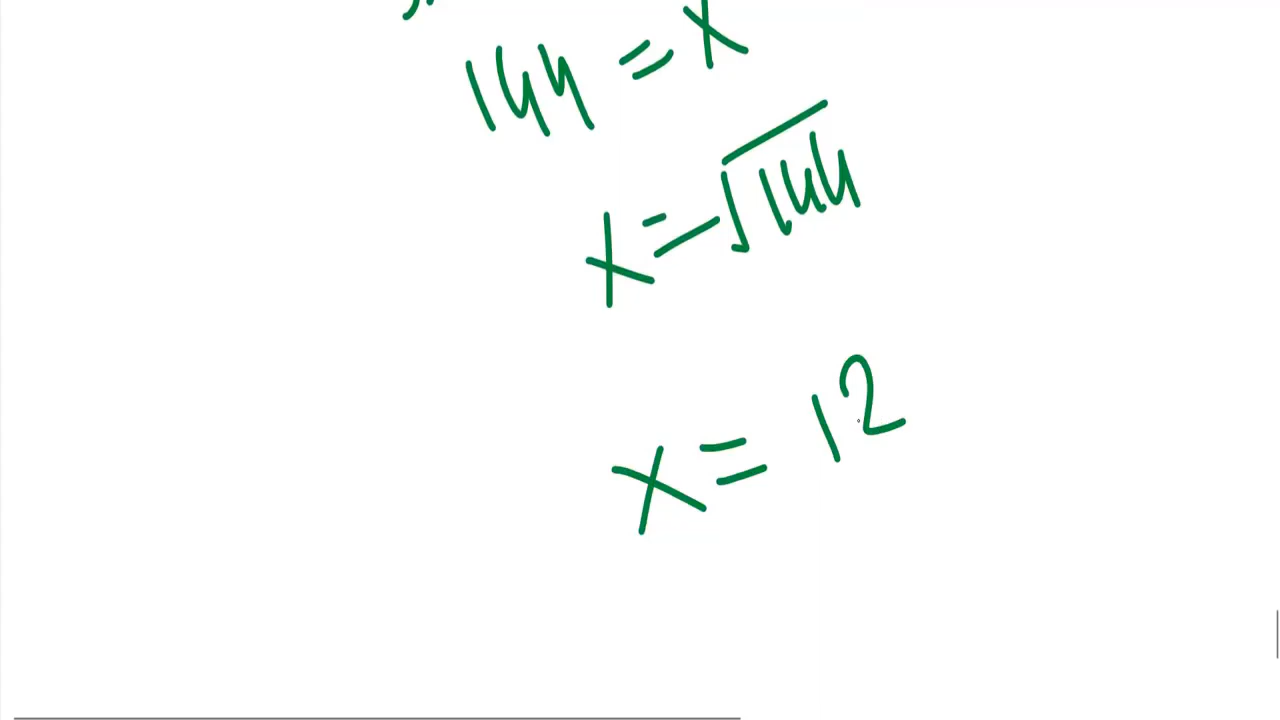 144 = x
x = √144
x = 12